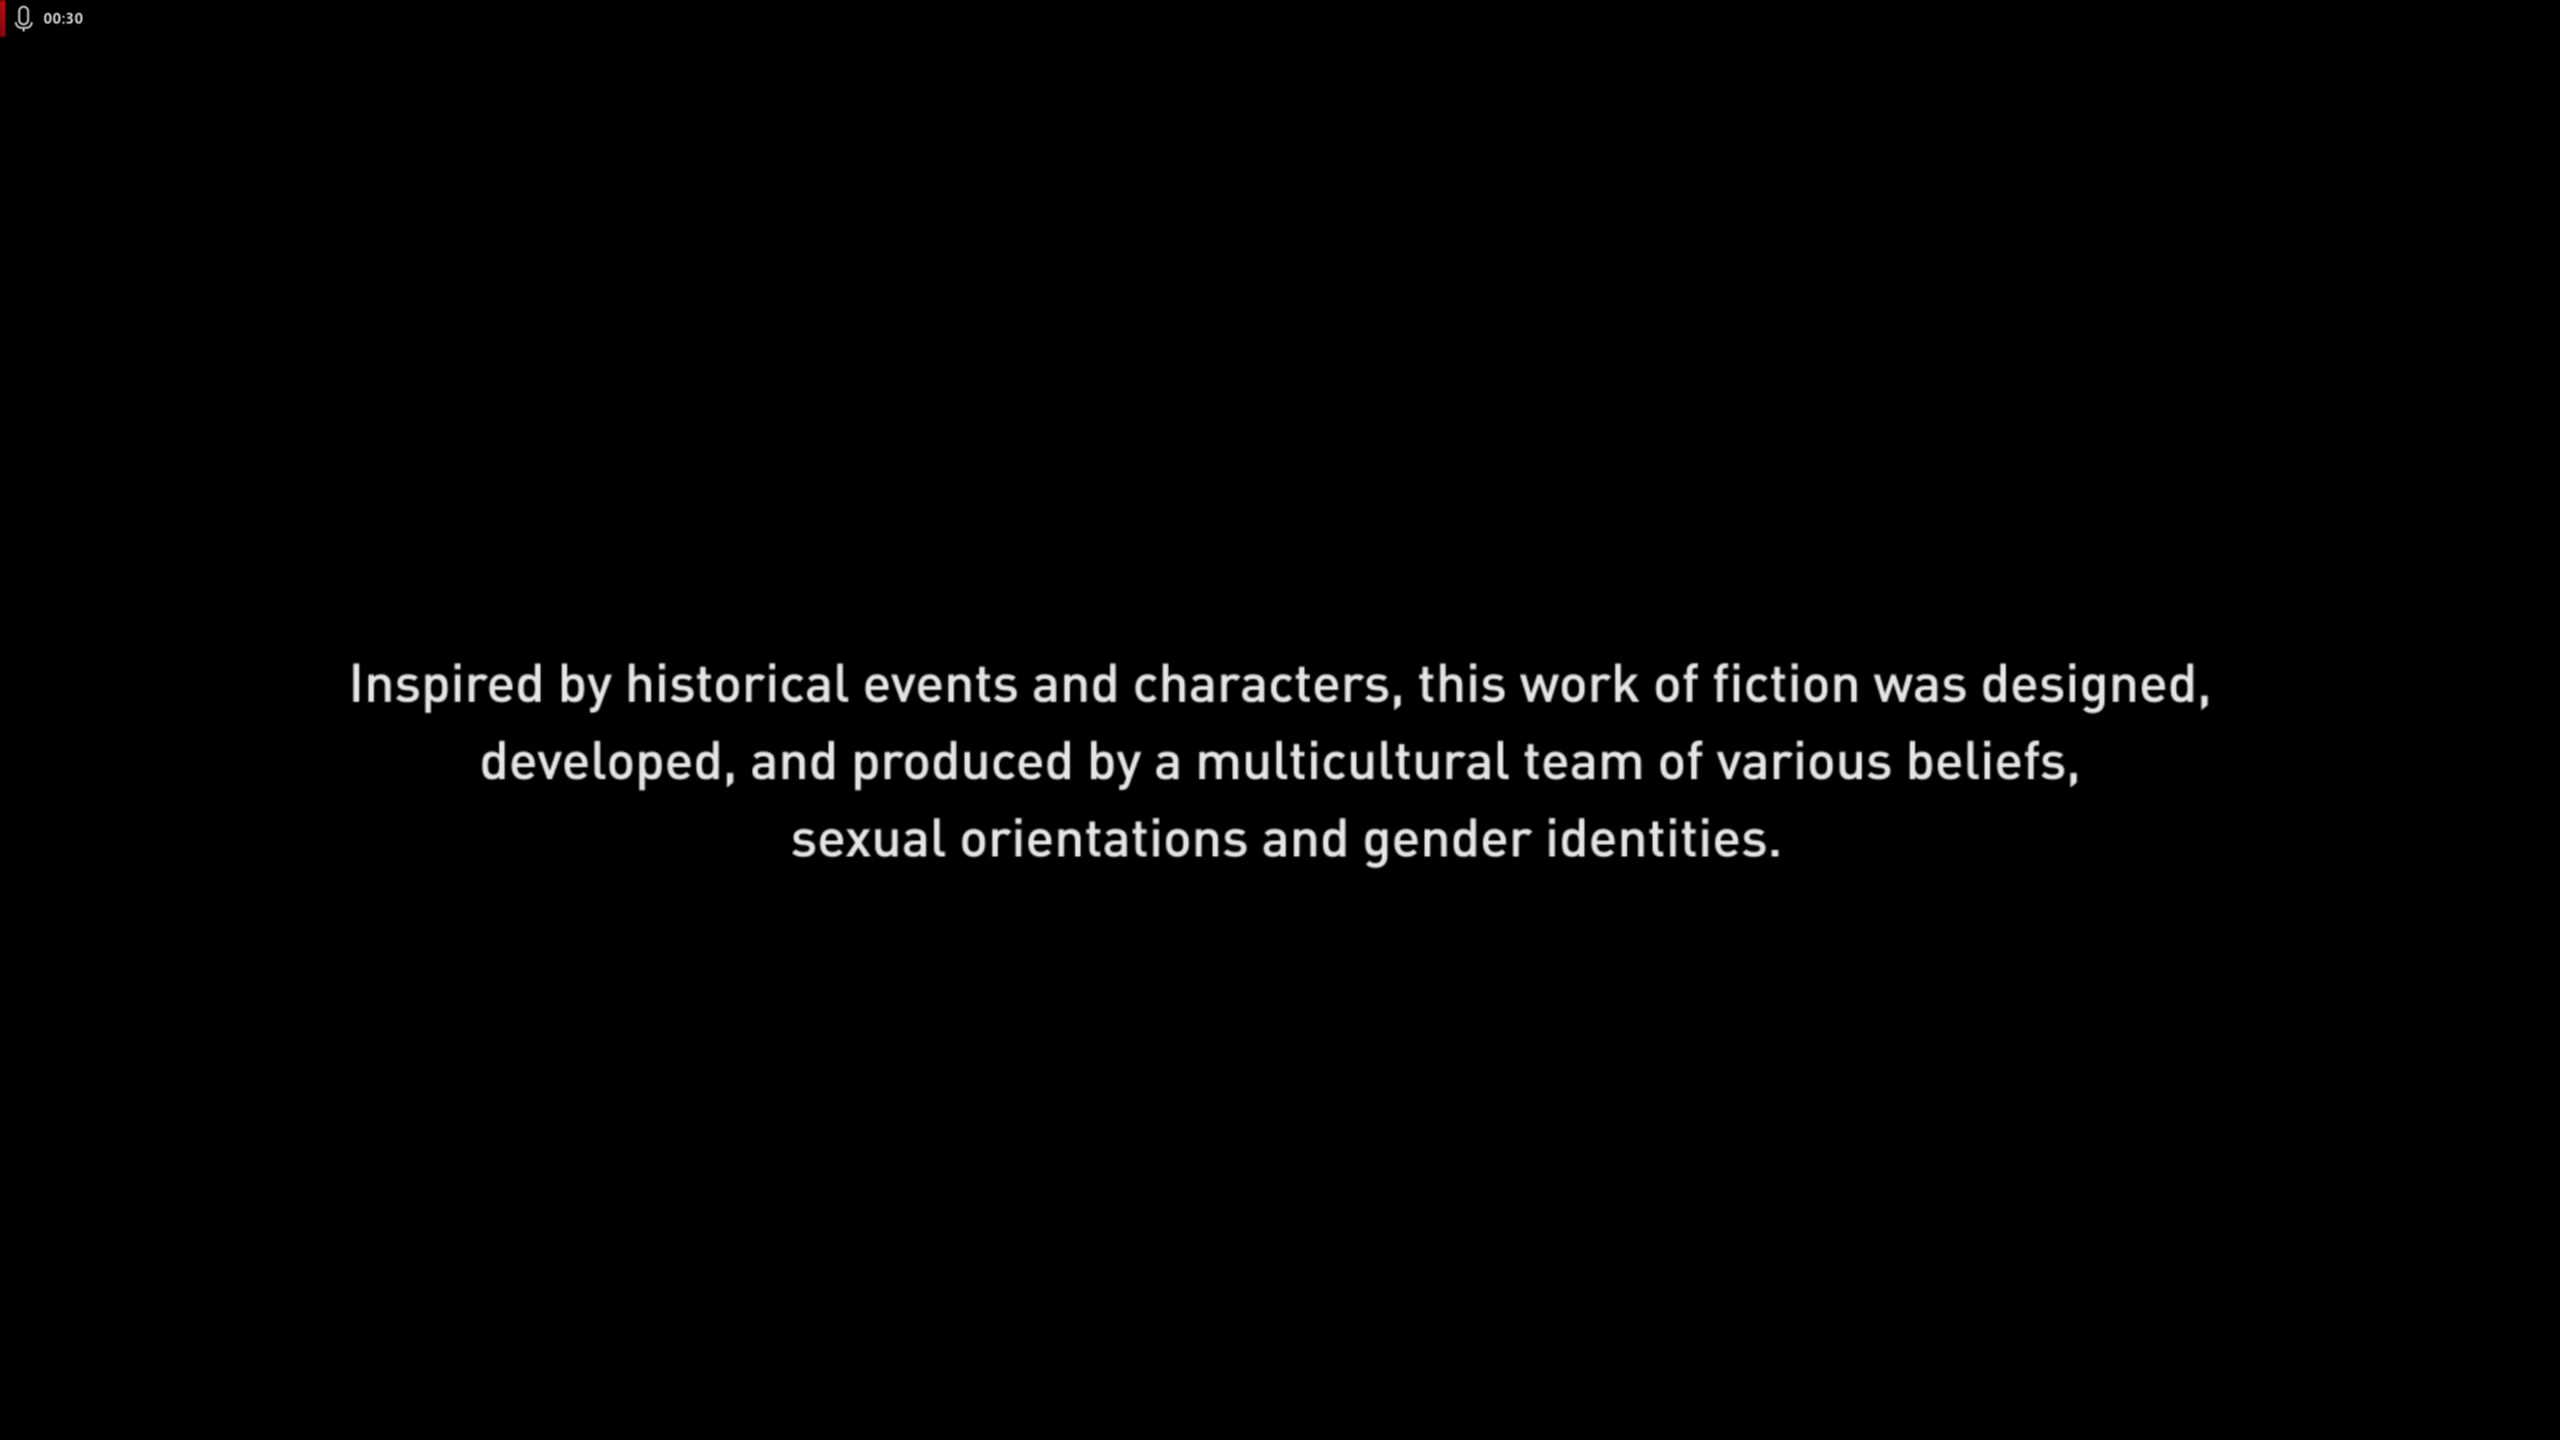 00:30
Inspired by historical events and characters, this work of fiction was designed,
developed, and produced by a multicultural team of various beliefs,
sexual orientations and gender identities.